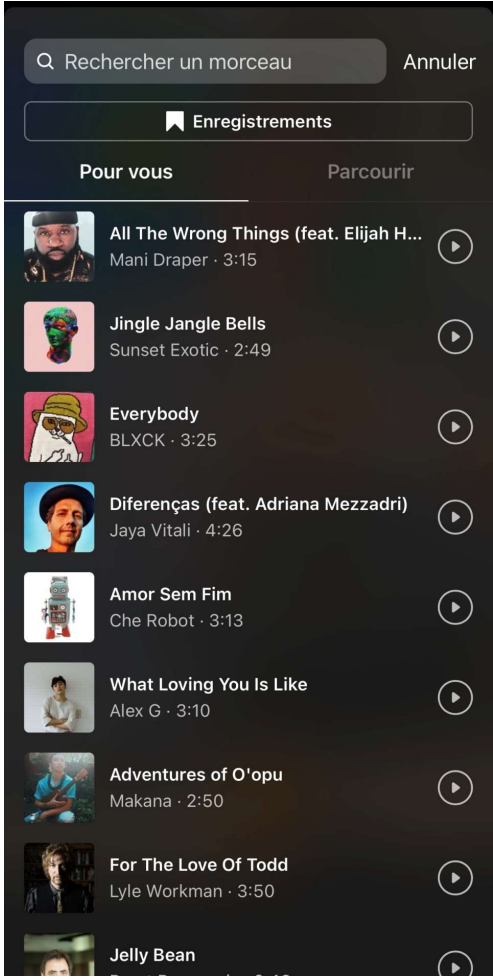 Rechercher un morceau
Annuler
Enregistrements
Pour vous
Parcourir
All The Wrong Things (feat. Elijah H...
Mani Draper · 3:15
Jingle Jangle Bells
Sunset Exotic · 2:49
Everybody
BLXCK · 3:25
Diferenças (feat. Adriana Mezzadri)
Jaya Vitali · 4:26
Amor Sem Fim
Che Robot · 3:13
What Loving You Is Like
Alex G · 3:10
Adventures of O'opu
Makana · 2:50
For The Love Of Todd
Lyle Workman · 3:50
Jelly Bean